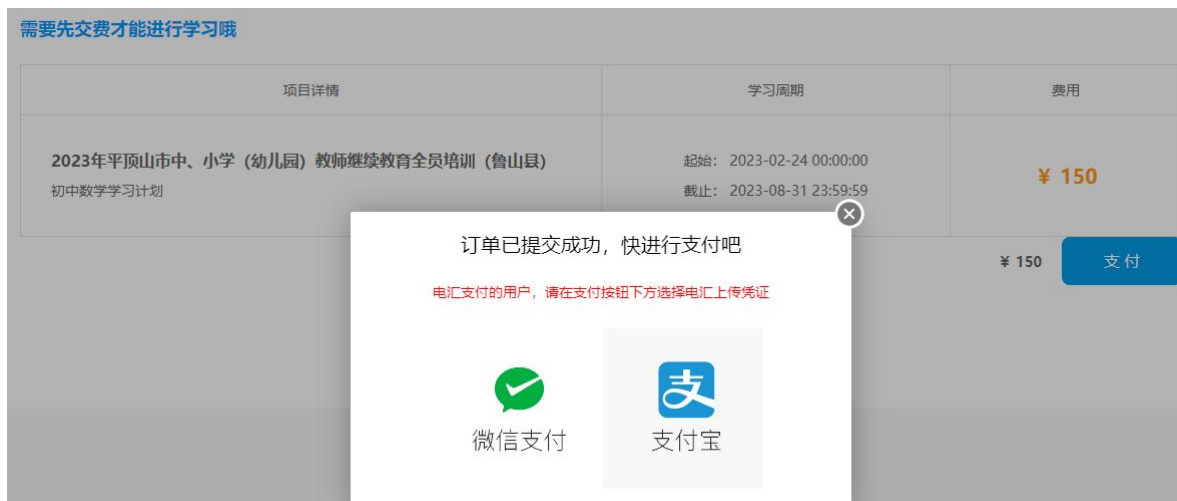 需要先交费才能进行学习哦
项目详情
学习周期
费用
2023年平顶山市中、小学（幼儿园）教师继续教育全员培训（鲁山县）
初中数学学习计划
起始： 2023-02-24 00:00:00
截止： 2023-08-31 23:59:59
¥ 150
¥ 150
支付
订单已提交成功，快进行支付吧
电汇支付的用户，请在支付按钮下方选择电汇上传凭证
支
微信支付
支付宝